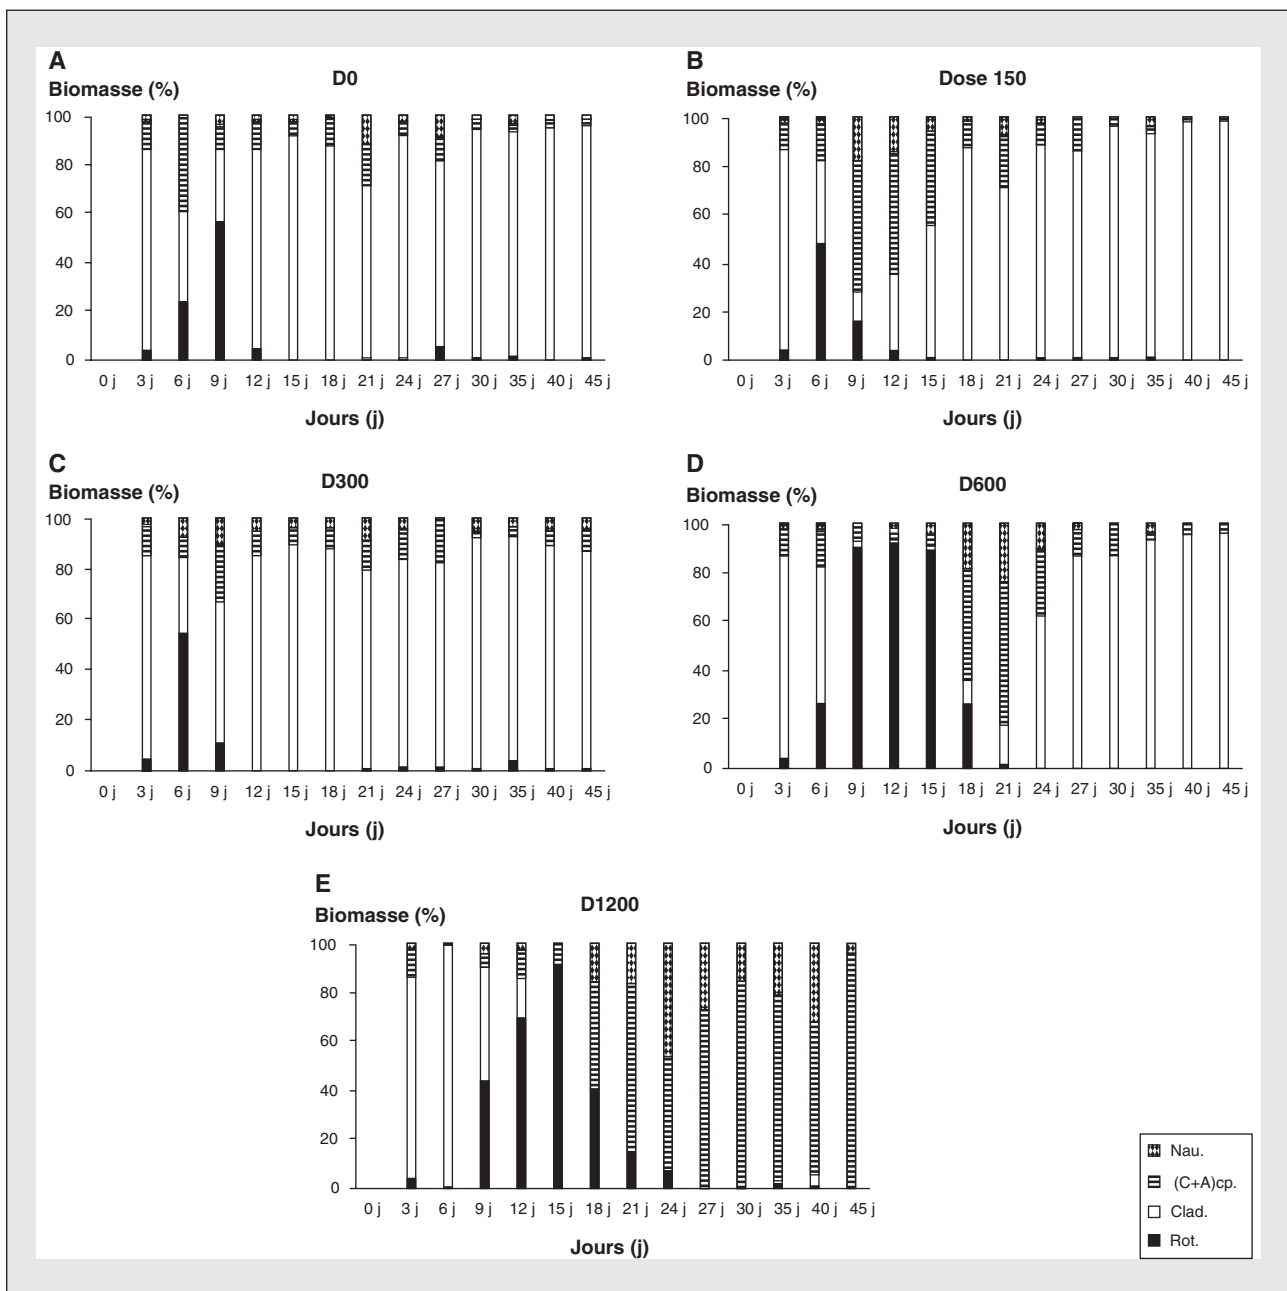 A
D0
Biomasse (%)
100
80
60
40
20
0
0 j 3 j 6 j 9 j 12 j 15 j 18 j 21 j 24 j 27 j 30 j 35 j 40 j 45 j
Jours (j)
B
Dose 150
Biomasse (%)
100
80
60
40
20
0
0 j 3 j 6 j 9 j 12 j 15 j 18 j 21 j 24 j 27 j 30 j 35 j 40 j 45 j
Jours (j)
C
D300
Biomasse (%)
100
80
60
40
20
0
0 j 3 j 6 j 9 j 12 j 15 j 18 j 21 j 24 j 27 j 30 j 35 j 40 j 45 j
Jours (j)
D
D600
Biomasse (%)
100
80
60
40
20
0
0 j 3 j 6 j 9 j 12 j 15 j 18 j 21 j 24 j 27 j 30 j 35 j 40 j 45 j
Jours (j)
E
D1200
Biomasse (%)
100
80
60
40
20
0
0 j 3 j 6 j 9 j 12 j 15 j 18 j 21 j 24 j 27 j 30 j 35 j 40 j 45 j
Jours (j)
Nau.
(C+A)cp.
Clad.
Rot.